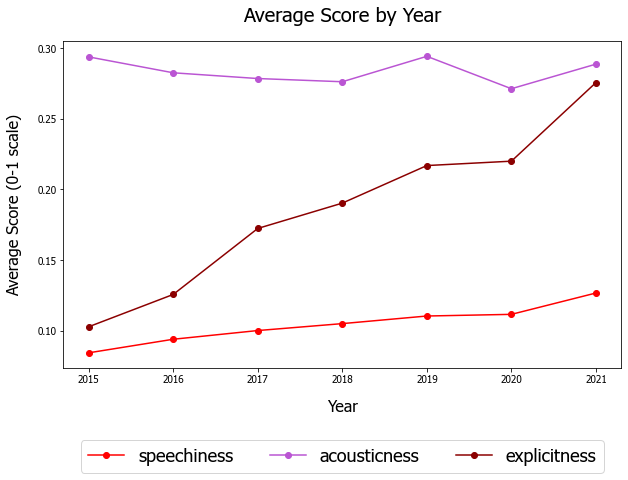 Average Score by Year
Average Score (0-1 scale)
0.30
0.25
0.20
0.15
0.10
2015 2016 2017 2018 2019 2020 2021
Year
speechiness acousticness explicitness